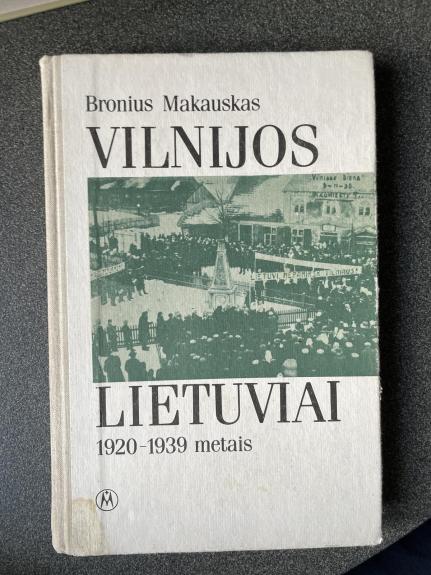 Bronius Makauskas
VILNIJOS
LIETUVIAI
1920-1939 metais